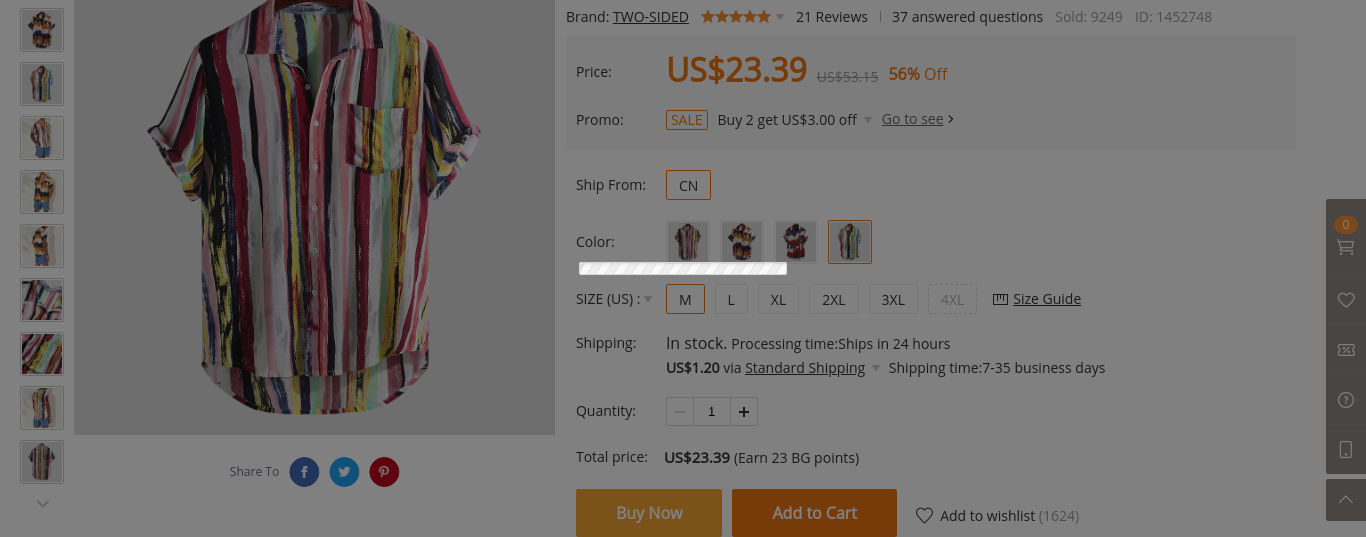 Brand: TWO-SIDED 21 Reviews 37 answered questions Sold: 9249 ID: 1452748
Price: US$23.39 US$53.15 56% Off
Promo: SALE Buy 2 get US$3.00 off Go to see
Ship From: CN
0
Color:
SIZE (US) : M L XL 2XL 3XL 4XL Size Guide
Shipping: In stock. Processing time:Ships in 24 hours
US$1.20 via Standard Shipping Shipping time:7-35 business days
Quantity: 1
Total price: US$23.39 (Earn 23 BG points)
Share To
Buy Now Add to Cart Add to wishlist (1624)